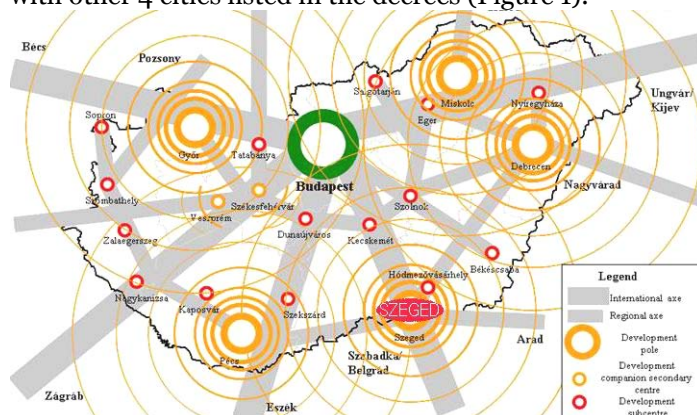 with other 4 cities listed in the decrees (Figure 1).
Bécs
Pozsony
Salgótarján
Miskolc
Nyíregyháza
Ungvár/
Kijev
Sopron
Eger
Győr
Tatabánya
Debrecen
Budapest
Nagyvárad
Szombathely
Veszprém
Székesfehérvár
Szolnok
Zalaegerszeg
Dunaújváros
Kecskemét
Békéscsaba
Hódmezővásárhely
Nagykanizsa
Kaposvár
Szekszárd
SZEGED
Szeged
Pécs
Szabadka/
Belgrád
Arad
Zágráb
Eszék
Legend
International axe
Regional axe
Development
pole
Development
companion secondary
centre
Development
subcentre